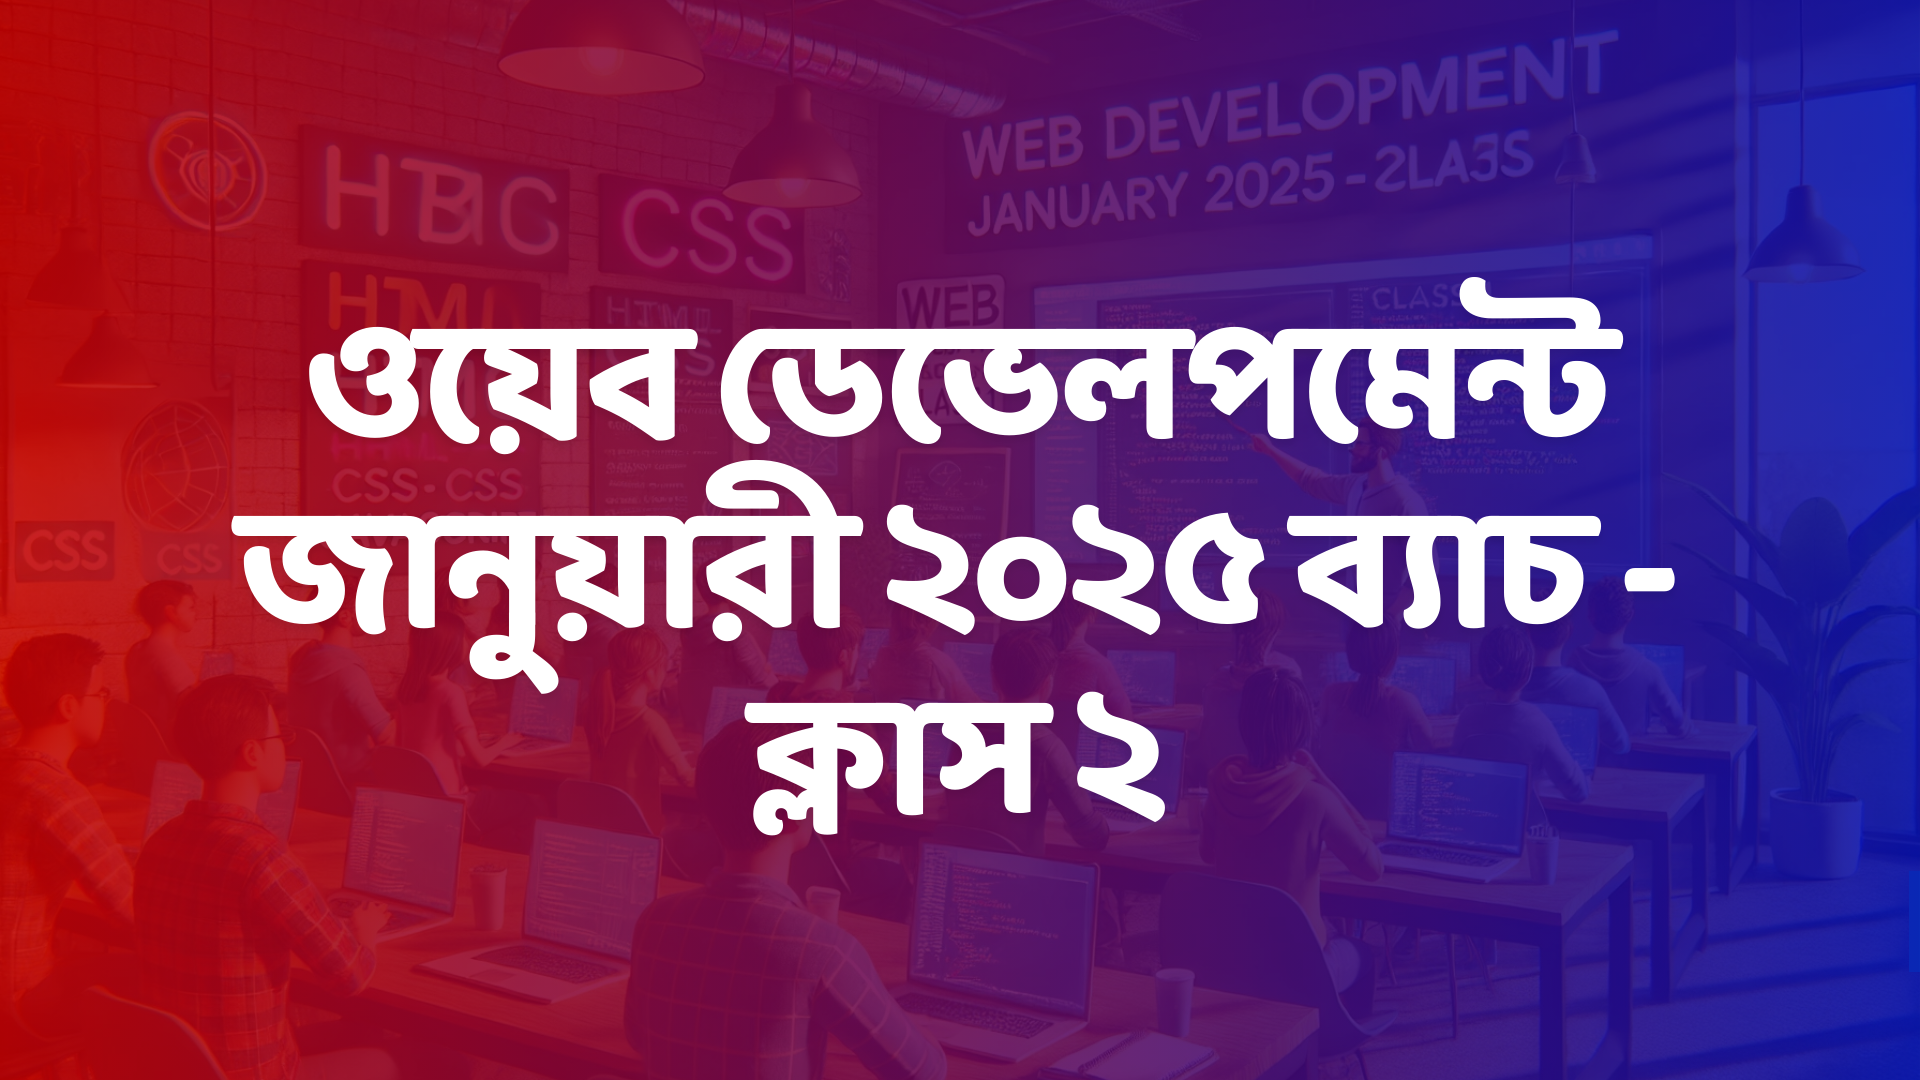 WEB DEVELOPMENT
JANUARY 2025 - 2LA3S
CSS
WEB
CLASS
ওয়েব ডেভেলপমেন্ট
জানুয়ারী ২০২৫ ব্যাচ -
ক্লাস ২
CSS - CSS
CSS
CSS